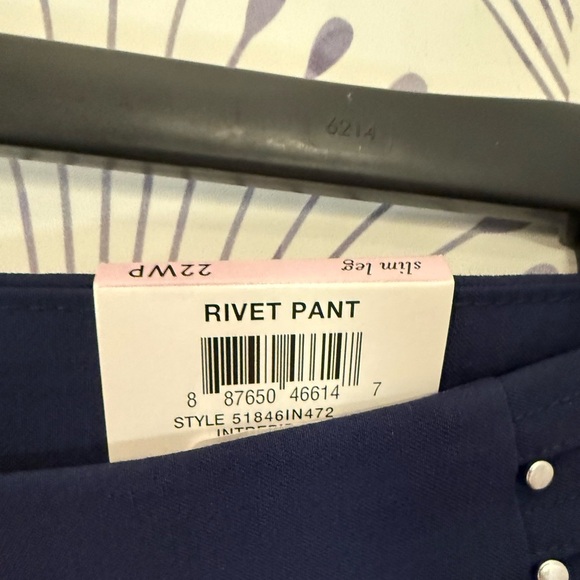 6214
22WP slim leg
RIVET PANT
8 87650 46614 7
STYLE 51846IN472